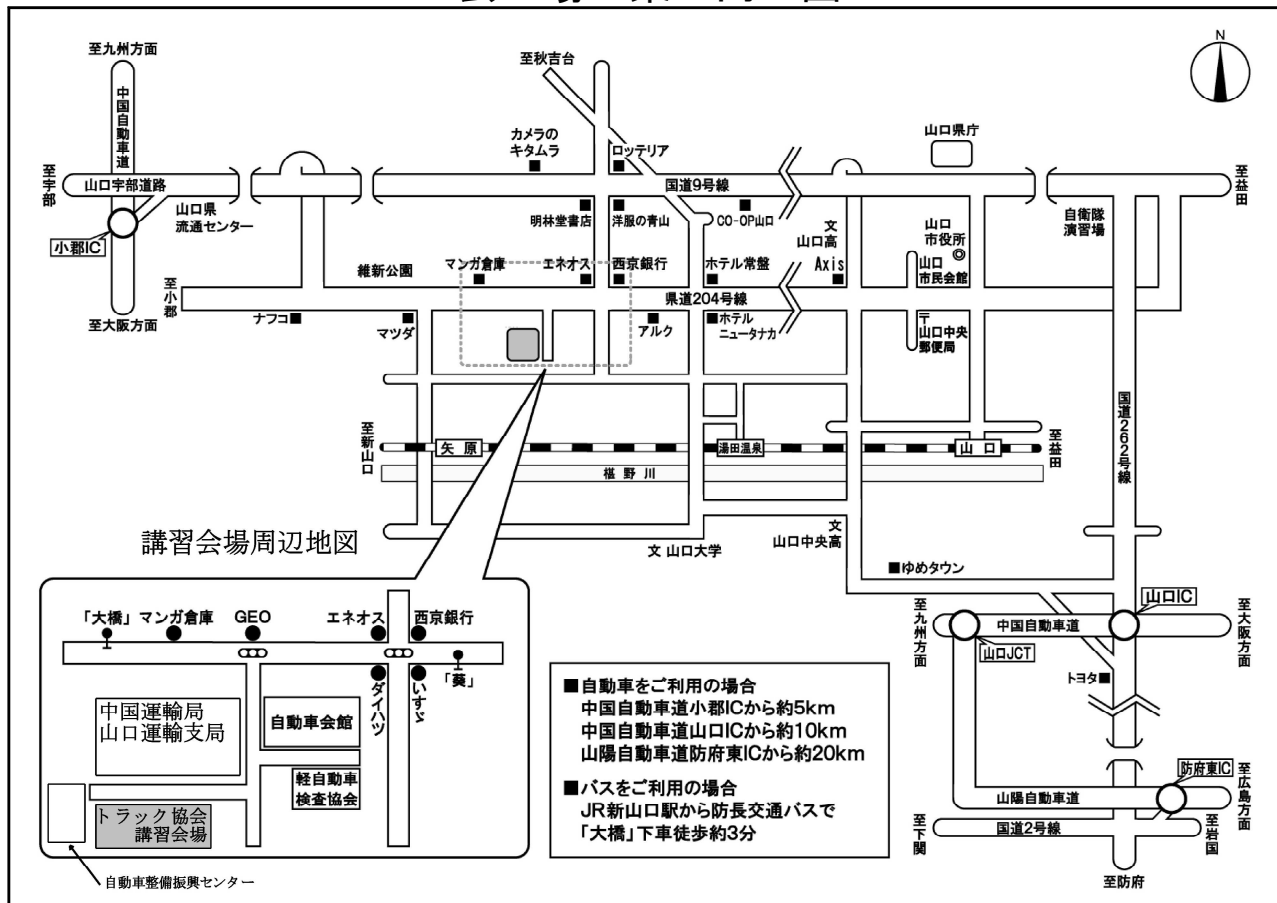 至九州方面
中国自動車道
至宇部
山口宇部道路
小郡IC
山口県
流通センター
至大阪方面
至秋吉台
カメラの
キタムラ
ロッテリア
国道9号線
山口県庁
N
至益田
明林堂書店
洋服の青山
CO-OP山口
文
山口高
山口
市役所
自衛隊
演習場
維新公園
マンガ倉庫
エネオス
西京銀行
ホテル常盤
Axis
山口
市民会館
至小郡
県道204号線
ナフコ
マツダ
アルク
ホテル
ニュータナカ
〒
山口中央
郵便局
国道262号線
至新山口
矢原
湯田温泉
山口
至益田
椹野川
文 山口大学
文
山口中央高
ゆめタウン
山口IC
至九州方面
中国自動車道
至大阪方面
山口JCT
トヨタ
防府東IC
山陽自動車道
至広島方面
至下関
国道2号線
至岩国
至防府
講習会場周辺地図
「大橋」
マンガ倉庫
GEO
エネオス
西京銀行
「葵」
ダイハツ
いすゞ
中国運輸局
山口運輸支局
自動車会館
軽自動車
検査協会
トラック協会
講習会場
自動車整備振興センター
■自動車をご利用の場合
中国自動車道小郡ICから約5km
中国自動車道山口ICから約10km
山陽自動車道防府東ICから約20km
■バスをご利用の場合
JR新山口駅から防長交通バスで
「大橋」下車徒歩約3分